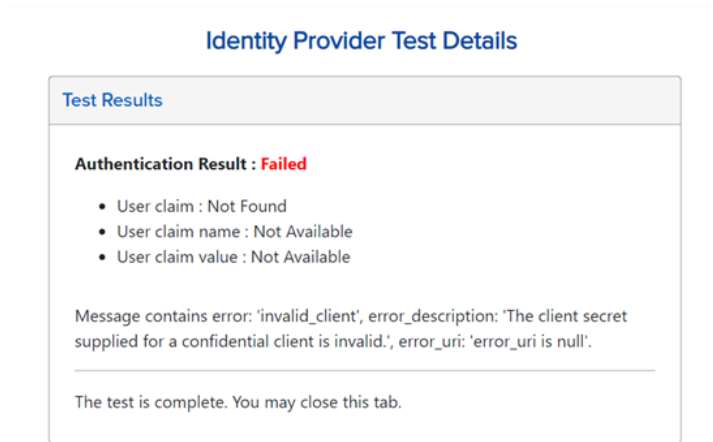 Identity Provider Test Details
Test Results
Authentication Result : Failed
• User claim : Not Found
• User claim name : Not Available
• User claim value : Not Available
Message contains error: 'invalid_client', error_description: 'The client secret
supplied for a confidential client is invalid.', error_uri: 'error_uri is null'.
The test is complete. You may close this tab.